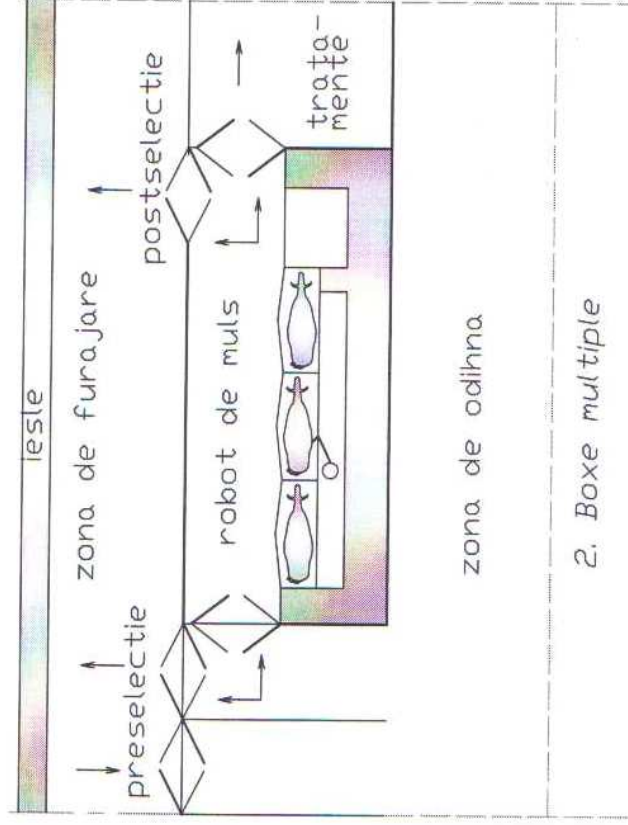 iesle
zona de furajare
preselectie
postselectie
robot de muls
trata-
mente
zona de odihna
2. Boxe multiple